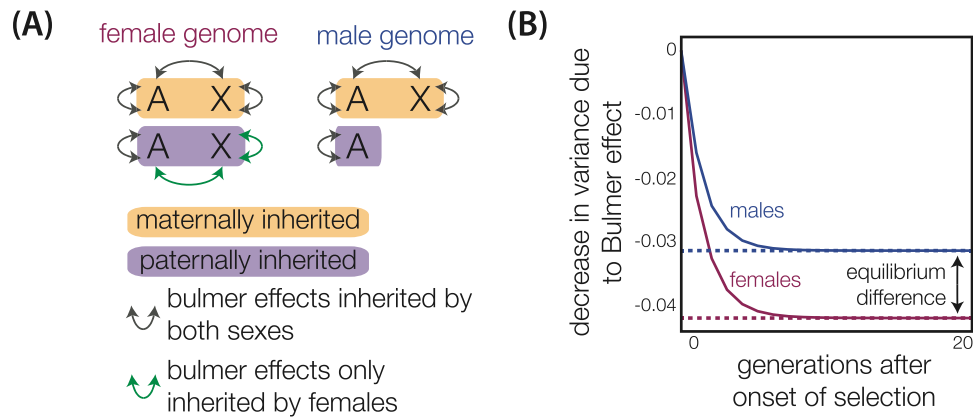 (A)
female genome
male genome
A X
A X
A X
A
maternally inherited
paternally inherited
bulmer effects inherited by
both sexes
bulmer effects only
inherited by females
(B)
decrease in variance due
to Bulmer effect
0
-0.01
-0.02
-0.03
-0.04
males
females
equilibrium
difference
0
20
generations after
onset of selection